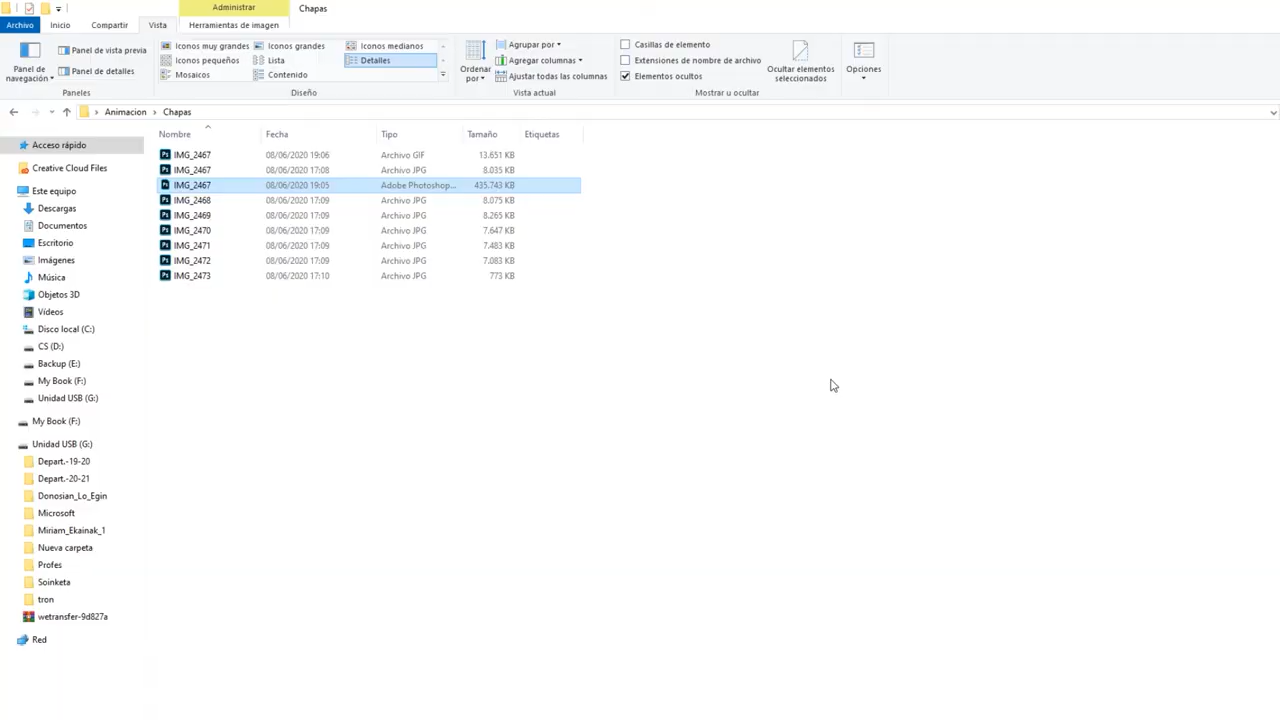 Administrar
Chapas
Archivo
Inicio
Compartir
Vista
Herramientas de imagen
Panel de navegación
Panel de vista previa
Panel de detalles
Paneles
Iconos muy grandes
Iconos grandes
Iconos medianos
Iconos pequeños
Lista
Detalles
Mosaicos
Contenido
Diseño
Ordenar por
Agrupar por
Agregar columnas
Ajustar todas las columnas
Vista actual
Casillas de elemento
Extensiones de nombre de archivo
Elementos ocultos
Ocultar elementos seleccionados
Mostrar u ocultar
Opciones
Animacion
Chapas
Nombre Fecha Tipo Tamaño Etiquetas
IMG_2467 08/06/2020 19:06 Archivo GIF 13.651 KB
IMG_2467 08/06/2020 17:08 Archivo JPG 8.035 KB
IMG_2467 08/06/2020 19:05 Adobe Photoshop... 435.743 KB
IMG_2468 08/06/2020 17:09 Archivo JPG 8.075 KB
IMG_2469 08/06/2020 17:09 Archivo JPG 8.265 KB
IMG_2470 08/06/2020 17:09 Archivo JPG 7.647 KB
IMG_2471 08/06/2020 17:09 Archivo JPG 7.483 KB
IMG_2472 08/06/2020 17:09 Archivo JPG 7.083 KB
IMG_2473 08/06/2020 17:10 Archivo JPG 773 KB
Acceso rápido
Creative Cloud Files
Este equipo
Descargas
Documentos
Escritorio
Imágenes
Música
Objetos 3D
Vídeos
Disco local (C:)
CS (D:)
Backup (E:)
My Book (F:)
Unidad USB (G:)
My Book (F:)
Unidad USB (G:)
Depart.-19-20
Depart.-20-21
Donosian_Lo_Egin
Microsoft
Miriam_Ekainak_1
Nueva carpeta
Profes
Soinketa
tron
wetransfer-9d827a
Red